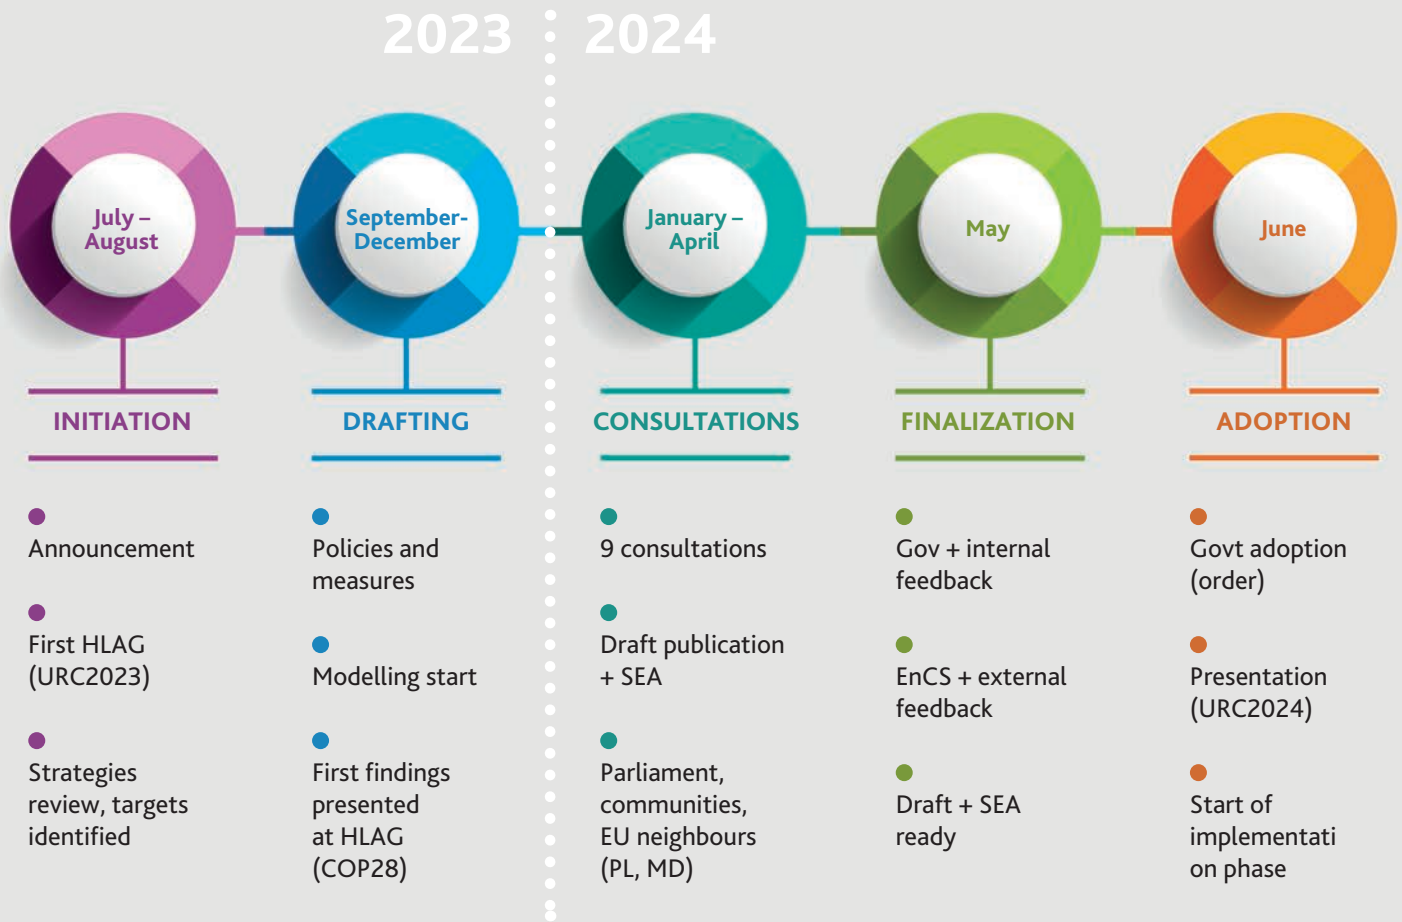 2023
2024
July –
August
September-
December
January –
April
May
June
INITIATION
DRAFTING
CONSULTATIONS
FINALIZATION
ADOPTION
Announcement
First HLAG
(URC2023)
Strategies
review, targets
identified
Policies and
measures
Modelling start
First findings
presented
at HLAG
(COP28)
9 consultations
Draft publication
+ SEA
Parliament,
communities,
EU neighbours
(PL, MD)
Gov + internal
feedback
EnCS + external
feedback
Draft + SEA
ready
Govt adoption
(order)
Presentation
(URC2024)
Start of
implementati
on phase